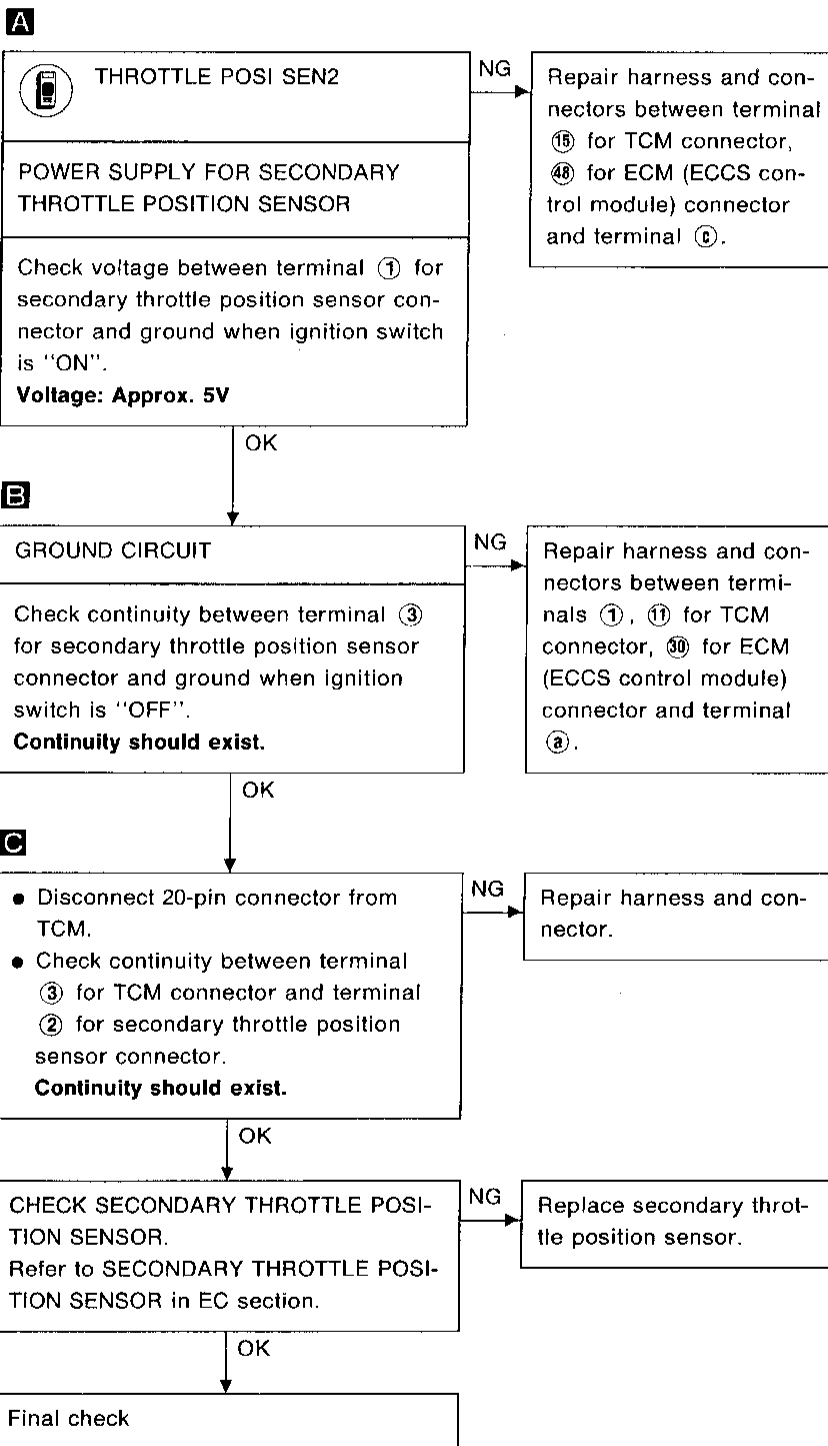 A
THROTTLE POSI SEN2
POWER SUPPLY FOR SECONDARY
THROTTLE POSITION SENSOR
Check voltage between terminal ① for
secondary throttle position sensor con-
nector and ground when ignition switch
is "ON".
Voltage: Approx. 5V
NG
Repair harness and con-
nectors between terminal
⑮ for TCM connector,
㊽ for ECM (ECCS con-
trol module) connector
and terminal ⓒ.
OK
B
GROUND CIRCUIT
Check continuity between terminal ③
for secondary throttle position sensor
connector and ground when ignition
switch is "OFF".
Continuity should exist.
NG
Repair harness and con-
nectors between termi-
nals ①, ⑪ for TCM
connector, ㉚ for ECM
(ECCS control module)
connector and terminal
ⓐ.
OK
C
● Disconnect 20-pin connector from
TCM.
● Check continuity between terminal
③ for TCM connector and terminal
② for secondary throttle position
sensor connector.
Continuity should exist.
NG
Repair harness and con-
nector.
OK
CHECK SECONDARY THROTTLE POSI-
TION SENSOR.
Refer to SECONDARY THROTTLE POSI-
TION SENSOR in EC section.
NG
Replace secondary throt-
tle position sensor.
OK
Final check